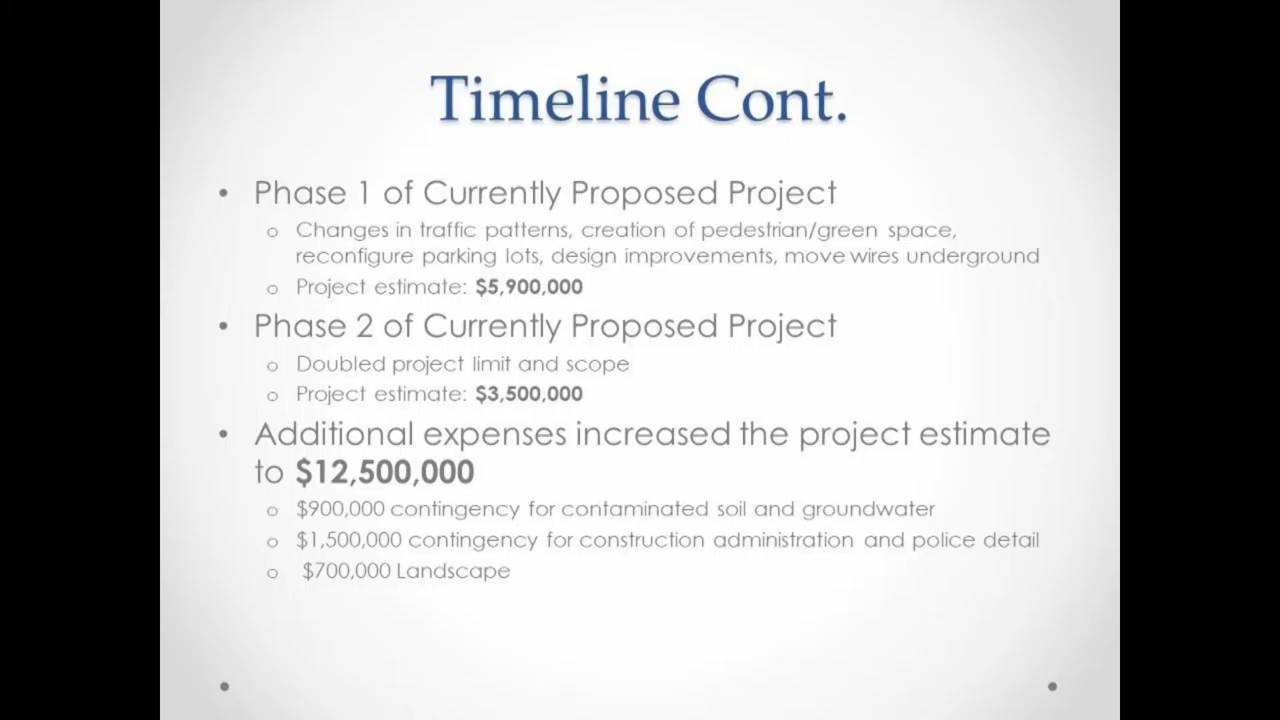 Timeline Cont.
• Phase 1 of Currently Proposed Project
o Changes in traffic patterns, creation of pedestrian/green space,
reconfigure parking lots, design improvements, move wires underground
o Project estimate: $5,900,000
• Phase 2 of Currently Proposed Project
o Doubled project limit and scope
o Project estimate: $3,500,000
• Additional expenses increased the project estimate
to $12,500,000
o $900,000 contingency for contaminated soil and groundwater
o $1,500,000 contingency for construction administration and police detail
o $700,000 Landscape